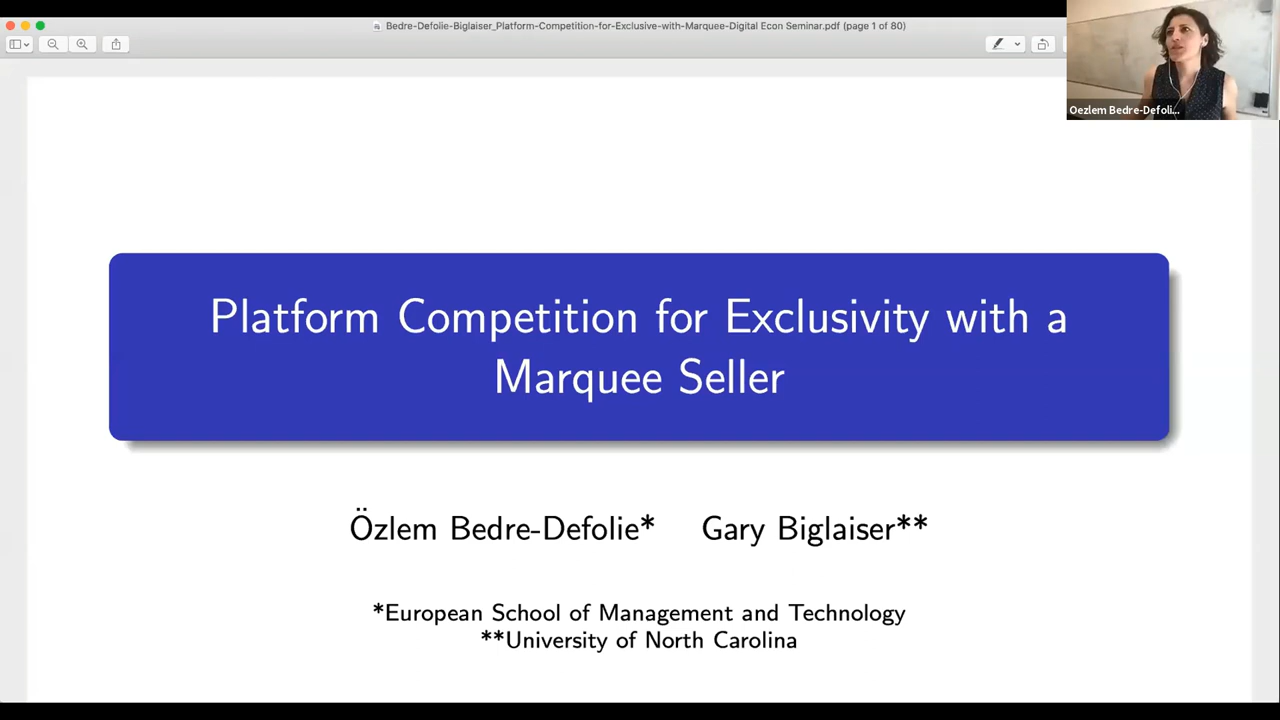 Bedre-Defolie-Biglaiser_Platform-Competition-for-Exclusive-with-Marquee-Digital Econ Seminar.pdf (page 1 of 80)
Oezlem Bedre-Defoli...
Platform Competition for Exclusivity with a
Marquee Seller
Özlem Bedre-Defolie* Gary Biglaiser**
*European School of Management and Technology
**University of North Carolina